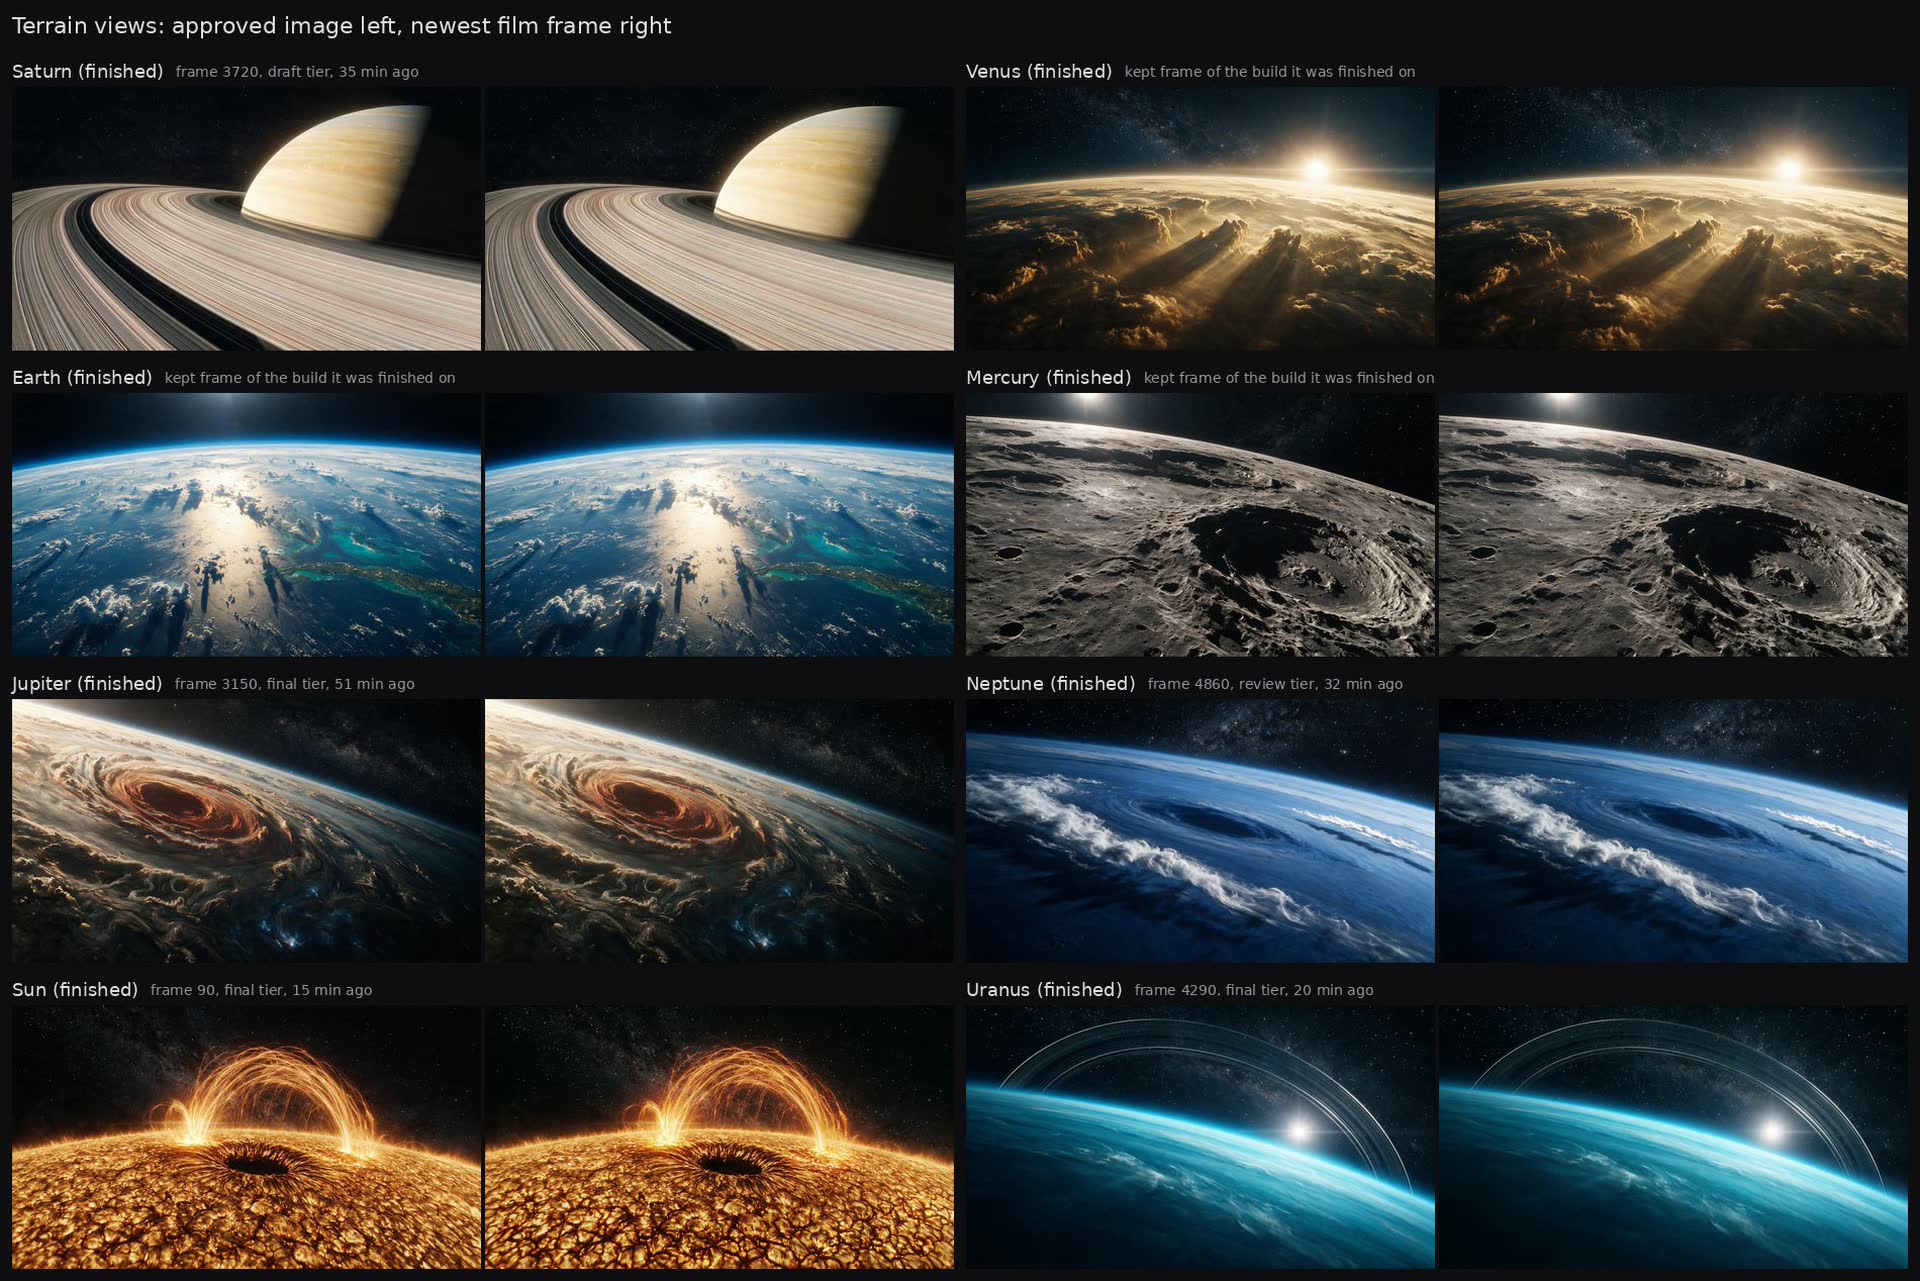 Terrain views: approved image left, newest film frame right
Saturn (finished) frame 3720, draft tier, 35 min ago
Venus (finished) kept frame of the build it was finished on
Earth (finished) kept frame of the build it was finished on
Mercury (finished) kept frame of the build it was finished on
Jupiter (finished) frame 3150, final tier, 51 min ago
Neptune (finished) frame 4860, review tier, 32 min ago
Sun (finished) frame 90, final tier, 15 min ago
Uranus (finished) frame 4290, final tier, 20 min ago